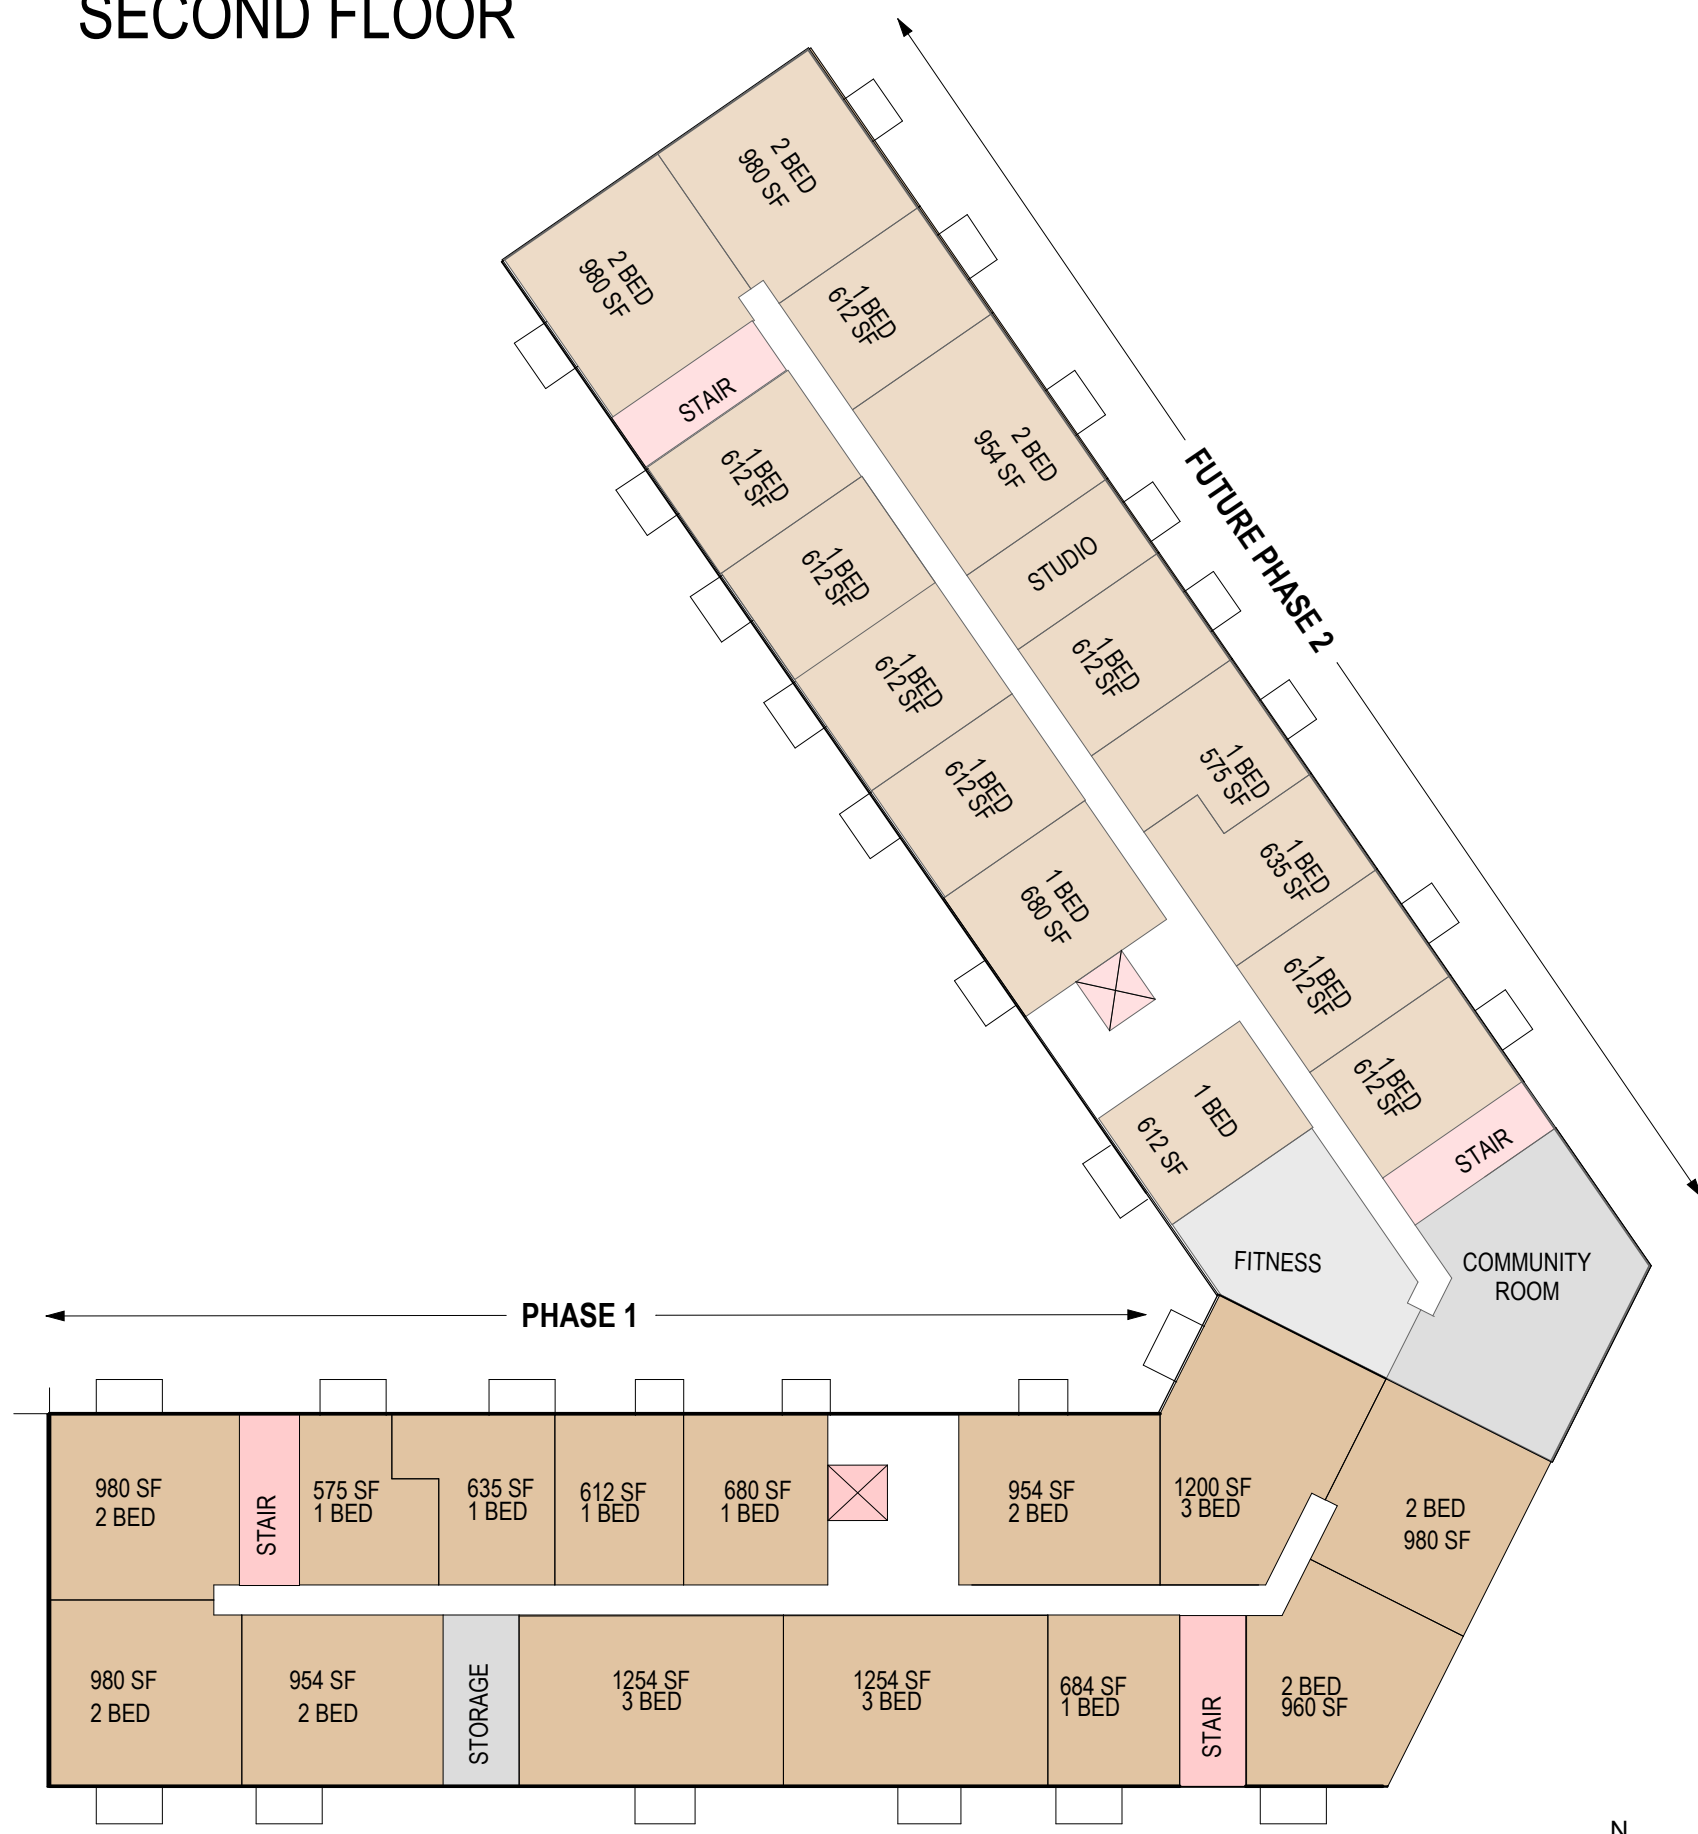 SECOND FLOOR
2 BED
980 SF
2 BED
980 SF
1 BED
612 SF
STAIR
2 BED
954 SF
1 BED
612 SF
STUDIO
1 BED
612 SF
FUTURE PHASE 2
1 BED
612 SF
1 BED
612 SF
1 BED
612 SF
1 BED
575 SF
1 BED
635 SF
1 BED
680 SF
1 BED
612 SF
1 BED
612 SF
1 BED
612 SF
STAIR
FITNESS
COMMUNITY
ROOM
PHASE 1
980 SF
2 BED
STAIR
575 SF
1 BED
635 SF
1 BED
612 SF
1 BED
680 SF
1 BED
954 SF
2 BED
1200 SF
3 BED
2 BED
980 SF
980 SF
2 BED
954 SF
2 BED
STORAGE
1254 SF
3 BED
1254 SF
3 BED
684 SF
1 BED
STAIR
2 BED
960 SF
N